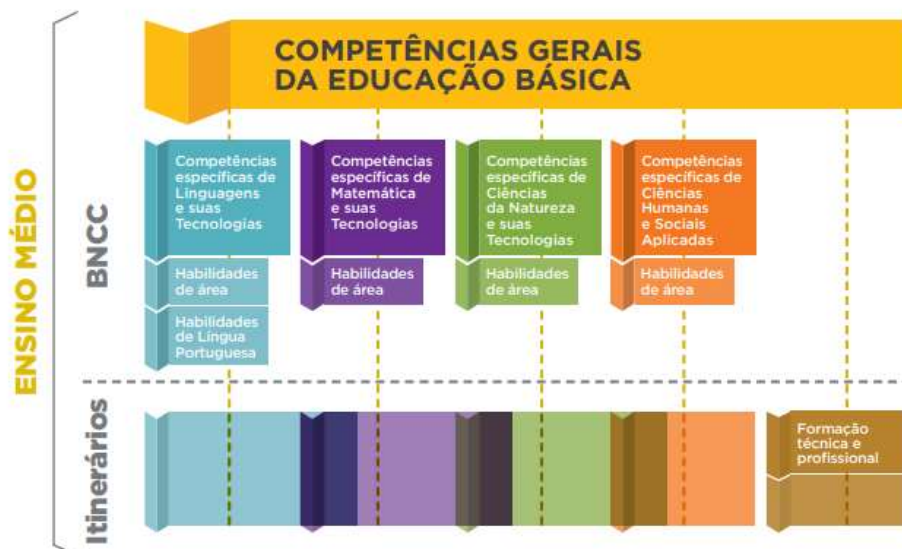 ENSINO MÉDIO
BNCC
COMPETÊNCIAS GERAIS
DA EDUCAÇÃO BÁSICA
Competências
específicas de
Linguagens
e suas
Tecnologias
Habilidades
de área
Habilidades
de Língua
Portuguesa
Competências
específicas de
Matemática
e suas
Tecnologias
Habilidades
de área
Competências
específicas de
Ciências
da Natureza
e suas
Tecnologias
Habilidades
de área
Competências
específicas de
Ciências
Humanas
e Sociais
Aplicadas
Habilidades
de área
Itinerários
Formação
técnica e
profissional